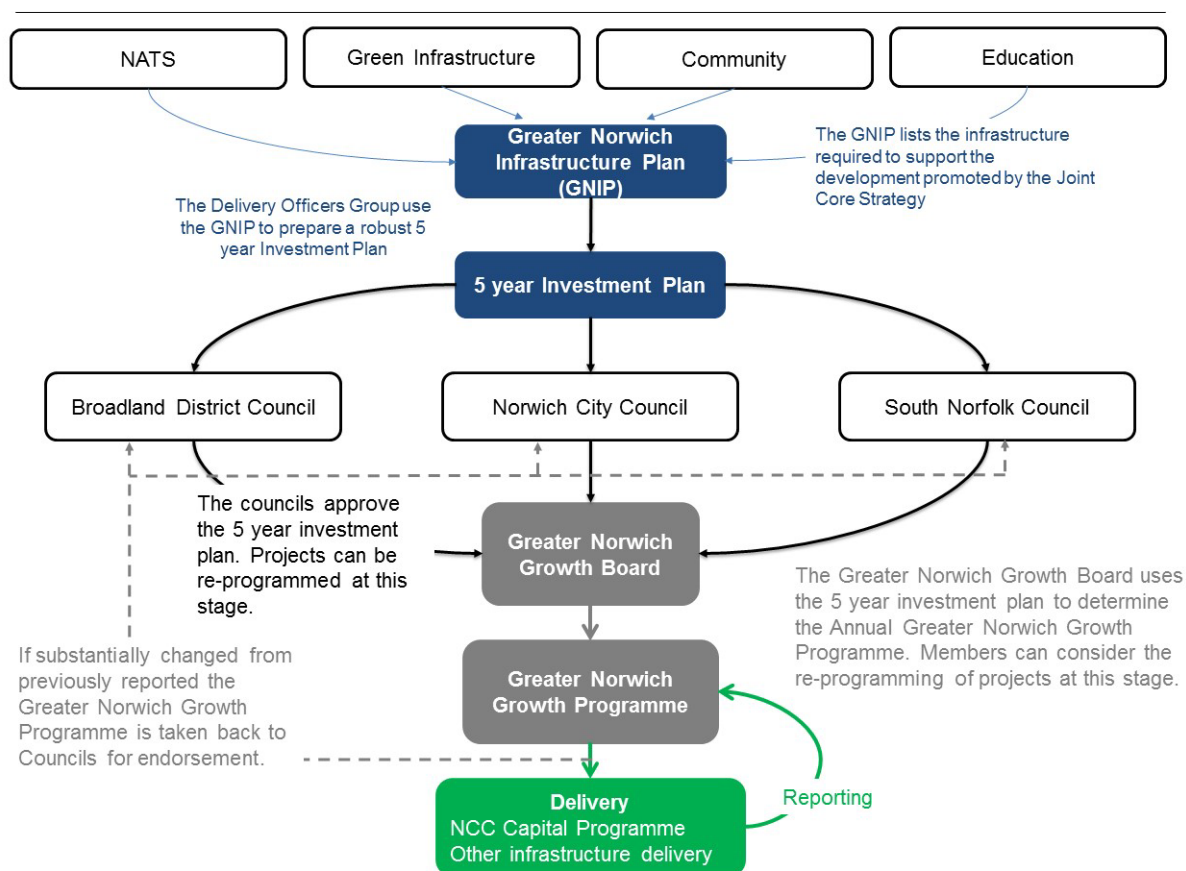 NATS
Green Infrastructure
Community
Education
Greater Norwich
Infrastructure Plan
(GNIP)
The GNIP lists the infrastructure
required to support the
development promoted by the Joint
Core Strategy
The Delivery Officers Group use
the GNIP to prepare a robust 5
year Investment Plan
5 year Investment Plan
Broadland District Council
Norwich City Council
South Norfolk Council
The councils approve
the 5 year investment
plan. Projects can be
re-programmed at this
stage.
Greater Norwich
Growth Board
The Greater Norwich Growth Board uses
the 5 year investment plan to determine
the Annual Greater Norwich Growth
Programme. Members can consider the
re-programming of projects at this stage.
If substantially changed from
previously reported the
Greater Norwich Growth
Programme is taken back to
Councils for endorsement.
Greater Norwich
Growth Programme
Reporting
Delivery
NCC Capital Programme
Other infrastructure delivery